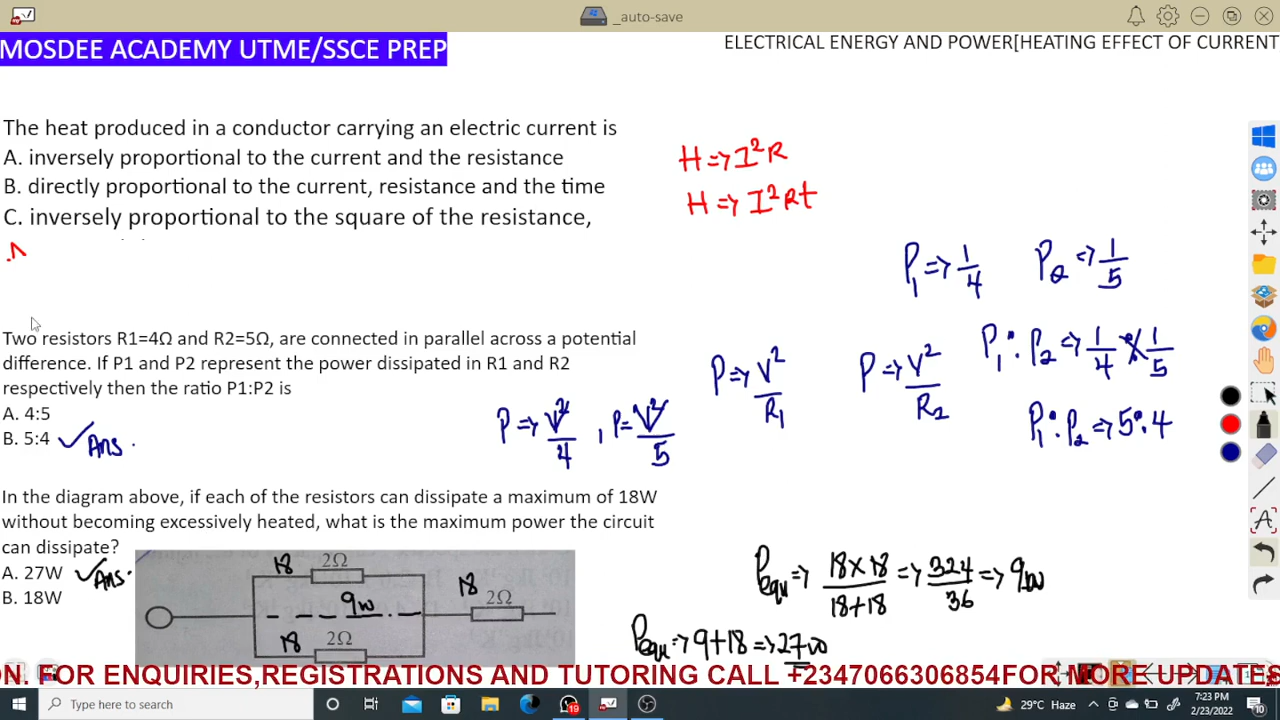 _auto-save
MOSDEE ACADEMY UTME/SSCE PREP
ELECTRICAL ENERGY AND POWER[HEATING EFFECT OF CURRENT
The heat produced in a conductor carrying an electric current is
A. inversely proportional to the current and the resistance
B. directly proportional to the current, resistance and the time
C. inversely proportional to the square of the resistance,
H => I²R
H => I²Rt
P₁ => 1/4 P₂ => 1/5
Two resistors R1=4Ω and R2=5Ω, are connected in parallel across a potential
difference. If P1 and P2 represent the power dissipated in R1 and R2
respectively then the ratio P1:P2 is
A. 4:5
B. 5:4 Ans.
P => V²/4 , P = V²/5
P => V²/R₁ P => V²/R₂
P₁:P₂ => 1/4 × 1/5
P₁:P₂ => 5:4
In the diagram above, if each of the resistors can dissipate a maximum of 18W
without becoming excessively heated, what is the maximum power the circuit
can dissipate?
A. 27W Ans.
B. 18W
18 2Ω
9w
18 2Ω
18 2Ω
Pequ => 18×18/18+18 => 324/36 => 9w
Pequ => 9+18 => 27w
ON. FOR ENQUIRIES,REGISTRATIONS AND TUTORING CALL +2347066306854FOR MORE UPDATES
Type here to search
19
29°C Haze
7:23 PM
2/23/2022
10